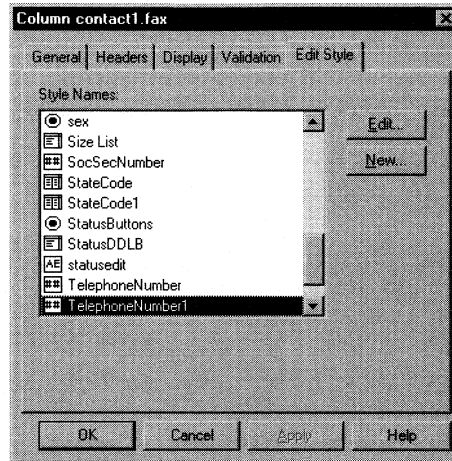 Column contact1.fax
General Headers Display Validation Edit Style
Style Names:
sex
Size List
SocSecNumber
StateCode
StateCode1
StatusButtons
StatusDDLB
AE statusedit
## TelephoneNumber
## TelephoneNumber1
Edit...
New...
OK Cancel Apply Help